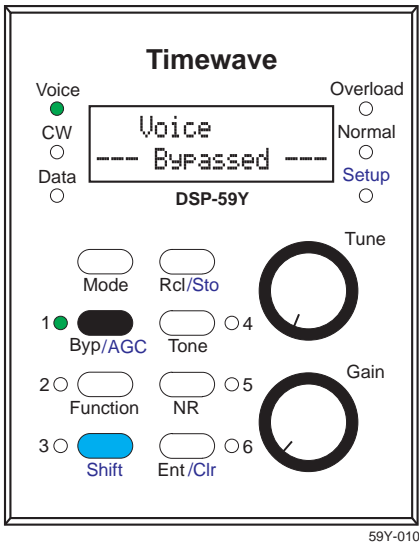 Timewave
Voice
Overload
CW
Voice
Normal
--- Bypassed ---
Data
Setup
DSP-59Y
Tune
Mode
Rcl/Sto
1
4
Byp/AGC
Tone
Gain
2
5
Function
NR
3
6
Shift
Ent/Clr
59Y-010